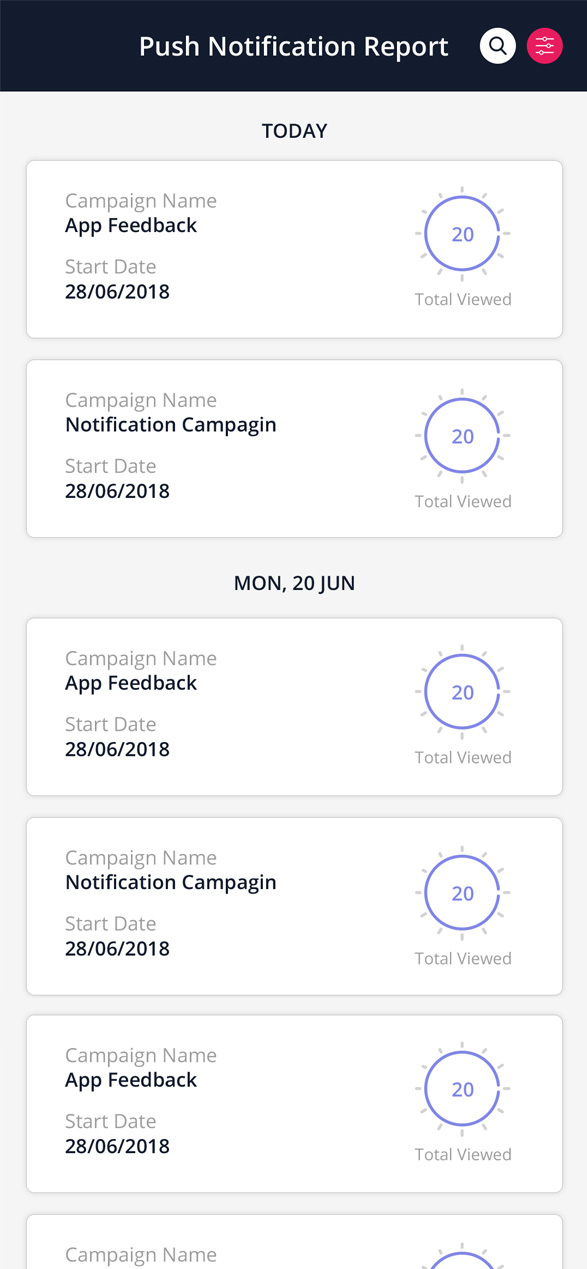 Push Notification Report
TODAY
Campaign Name
App Feedback
Start Date
28/06/2018
20
Total Viewed
Campaign Name
Notification Campagin
Start Date
28/06/2018
20
Total Viewed
MON, 20 JUN
Campaign Name
App Feedback
Start Date
28/06/2018
20
Total Viewed
Campaign Name
Notification Campagin
Start Date
28/06/2018
20
Total Viewed
Campaign Name
App Feedback
Start Date
28/06/2018
20
Total Viewed
Campaign Name